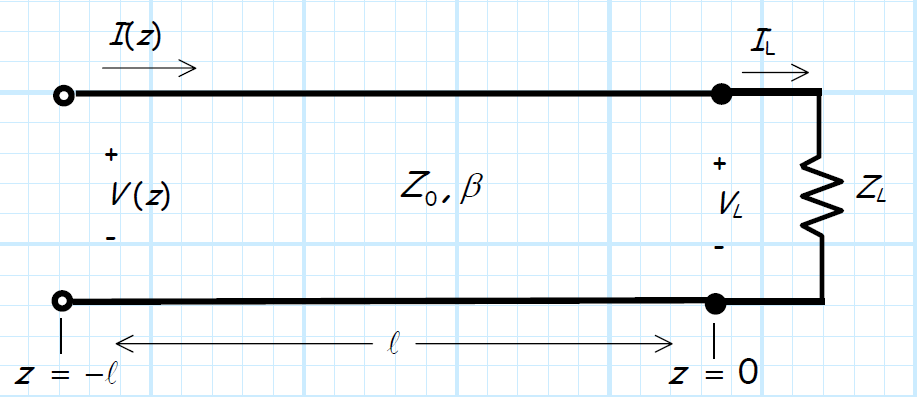 I(z)
I_L
+
V(z)
-
Z_0, β
+
V_L
-
Z_L
ℓ
z = -ℓ
z = 0